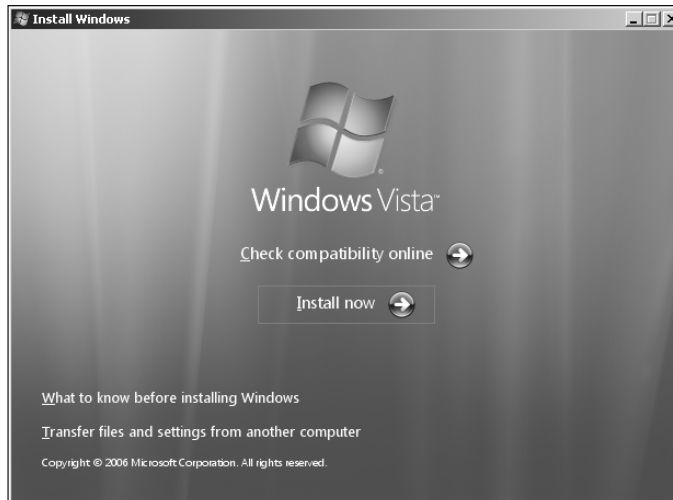 Install Windows
Windows Vista™
Check compatibility online
Install now
What to know before installing Windows
Transfer files and settings from another computer
Copyright © 2006 Microsoft Corporation. All rights reserved.